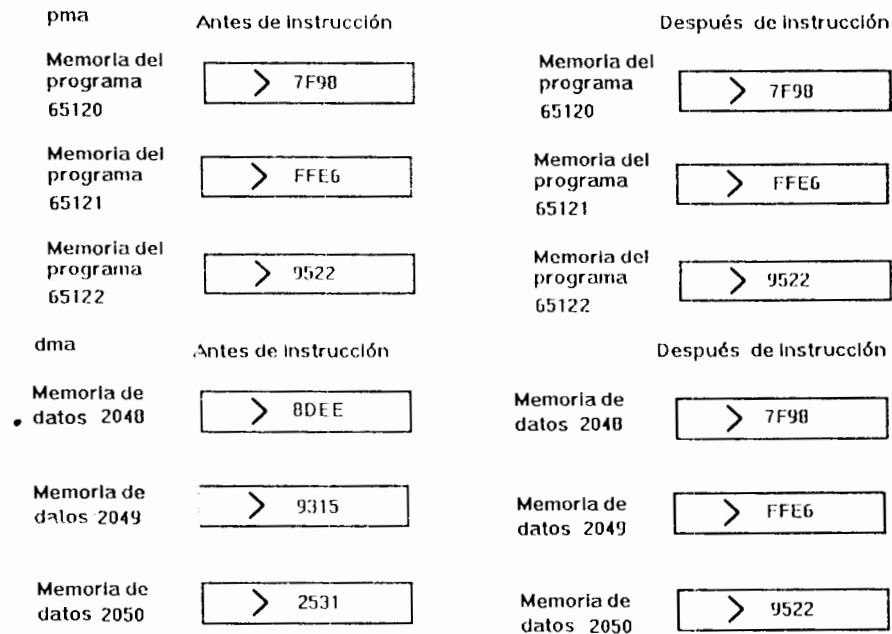 pma
Antes de instrucción Después de instrucción
Memoria del Memoria del
programa > 7F98 programa > 7F98
65120 65120
Memoria del Memoria del
programa > FFE6 programa > FFE6
65121 65121
Memoria del Memoria del
programa > 9522 programa > 9522
65122 65122
dma
Antes de instrucción Después de instrucción
Memoria de Memoria de
datos 2048 > 8DEE datos 2048 > 7F98
Memoria de Memoria de
datos 2049 > 9315 datos 2049 > FFE6
Memoria de Memoria de
datos 2050 > 2531 datos 2050 > 9522